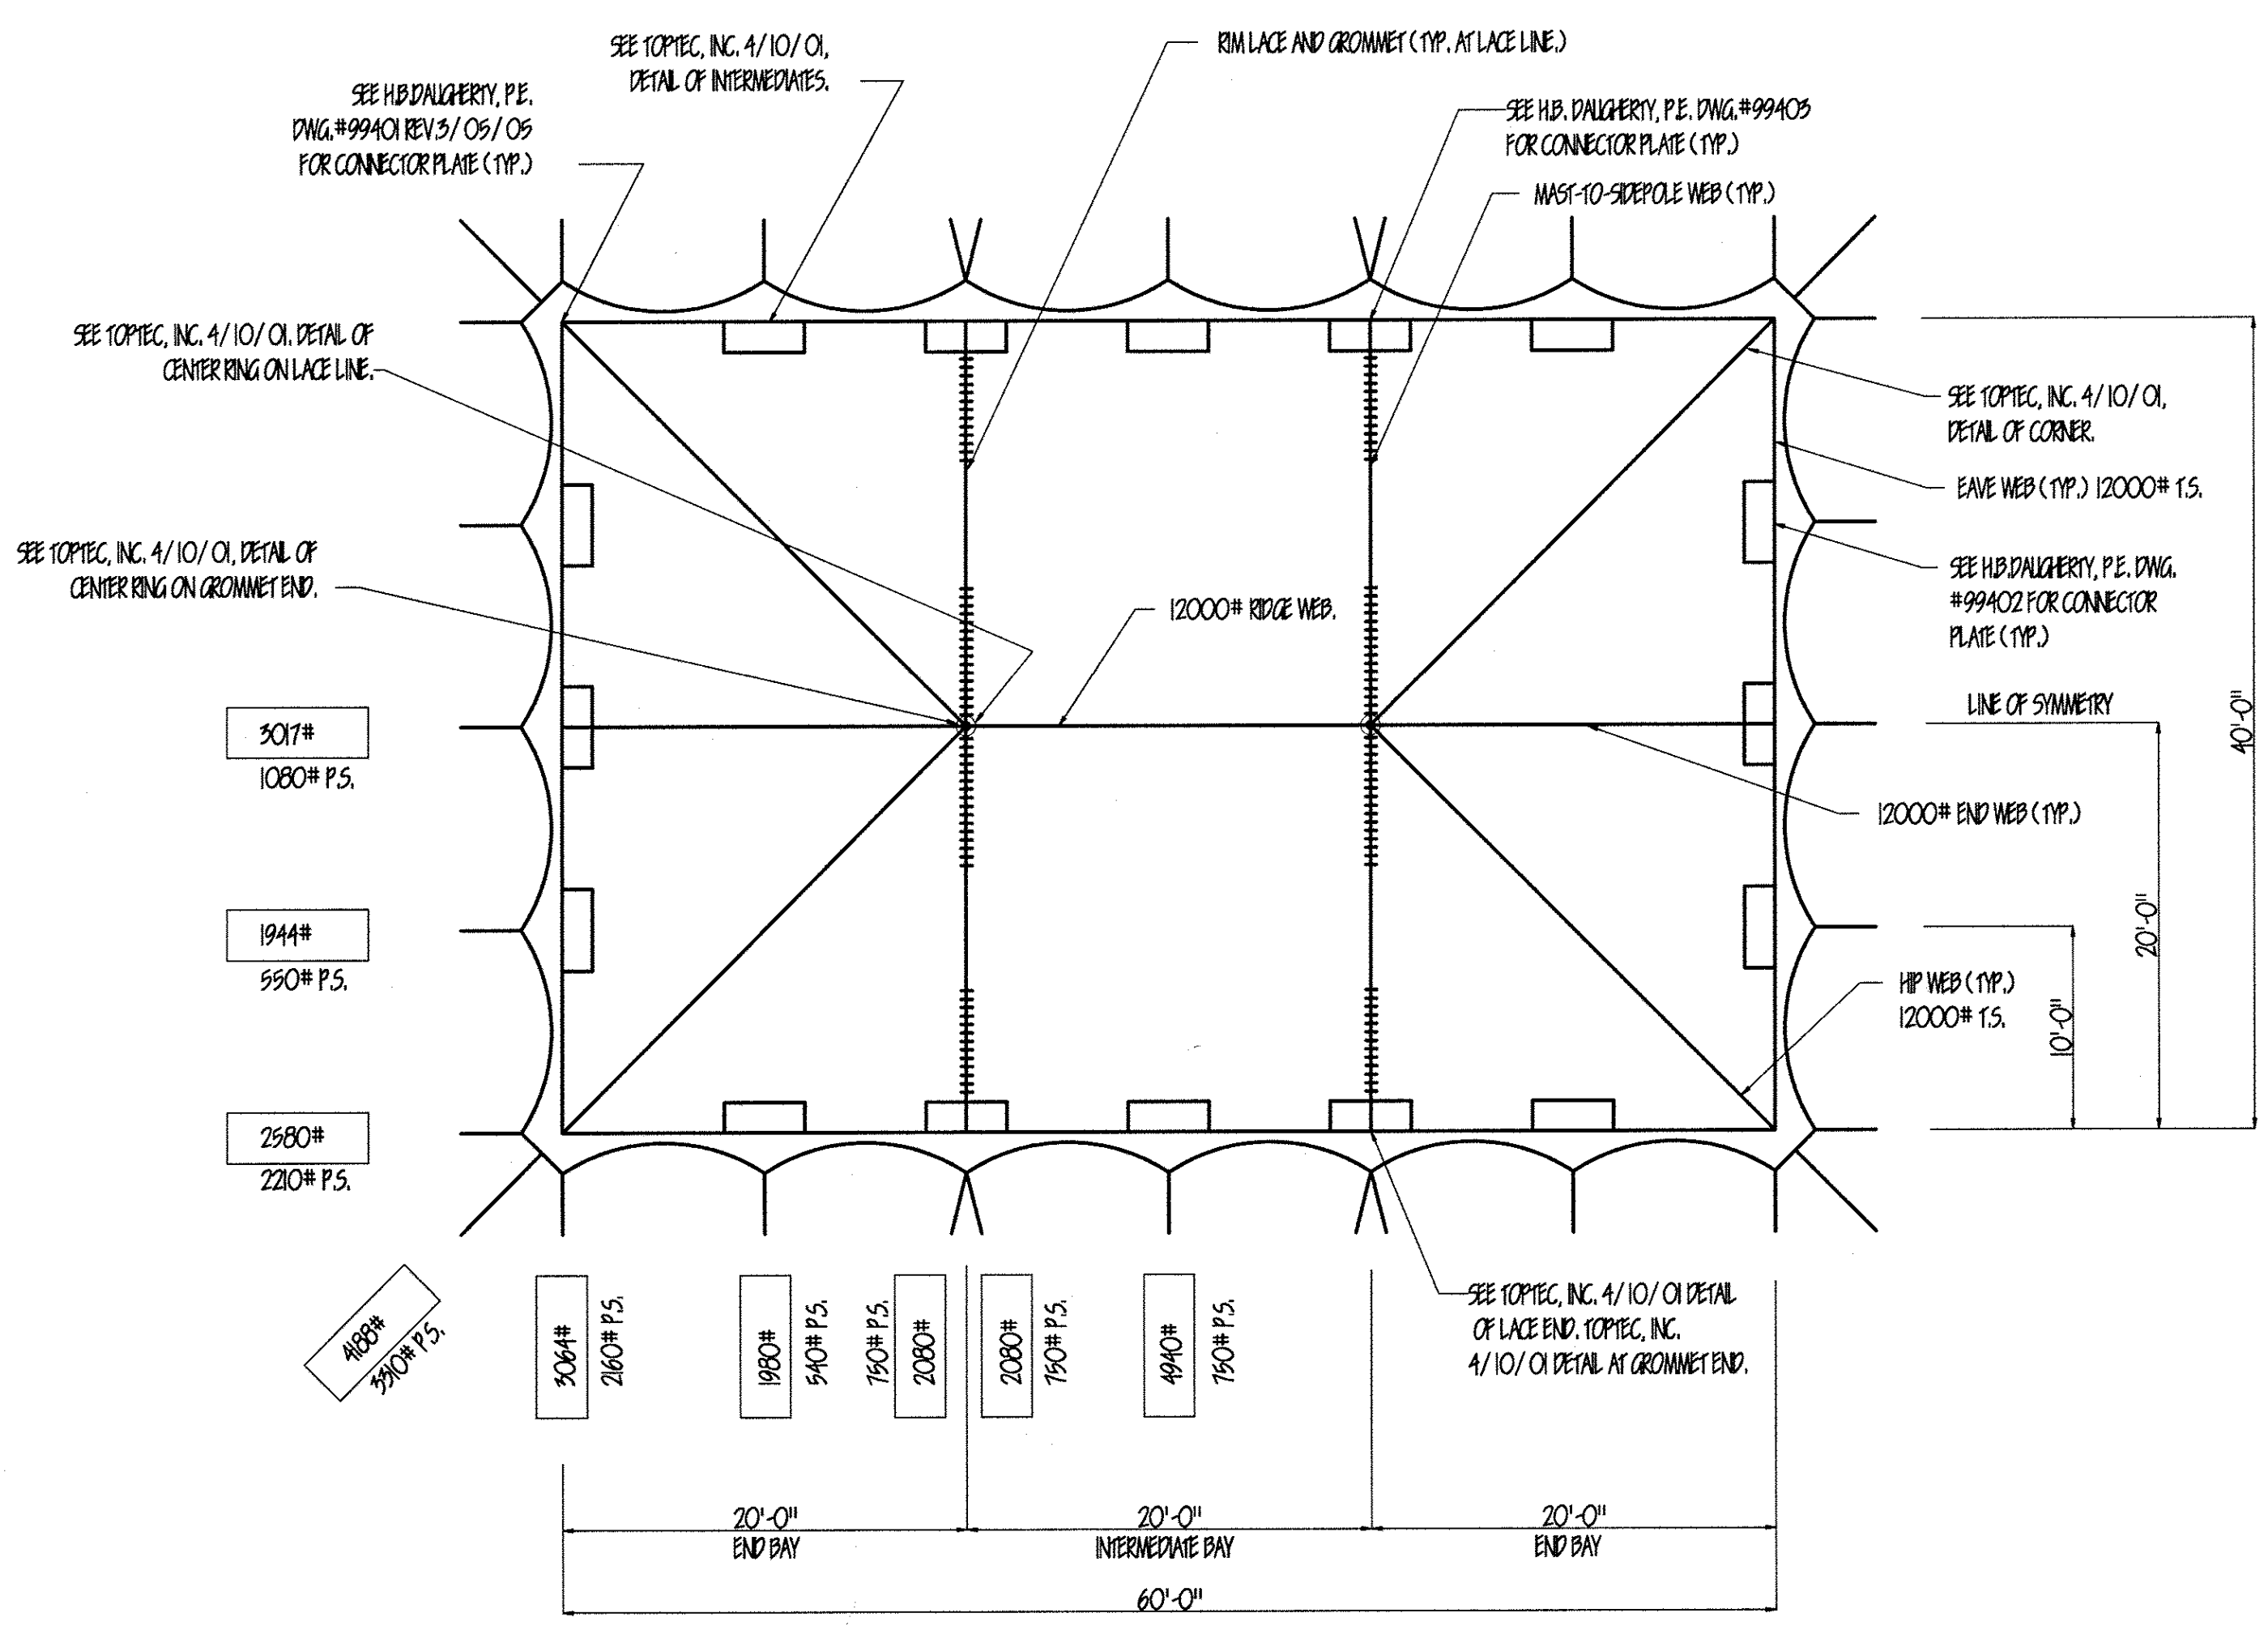 SEE TOPTEC, INC. 4/10/01,
DETAIL OF INTERMEDIATES.
RIM LACE AND GROMMET (TYP. AT LACE LINE.)
SEE H.B.DAUGHERTY, P.E.
DWG.#99401 REV.3/05/05
FOR CONNECTOR PLATE (TYP.)
SEE H.B. DAUGHERTY, P.E. DWG.#99403
FOR CONNECTOR PLATE (TYP.)
MAST-TO-SIDEPOLE WEB (TYP.)
SEE TOPTEC, INC. 4/10/01. DETAIL OF
CENTER RING ON LACE LINE.
SEE TOPTEC, INC. 4/10/01,
DETAIL OF CORNER.
EAVE WEB (TYP.) 12000# T.S.
SEE TOPTEC, INC. 4/10/01, DETAIL OF
CENTER RING ON GROMMET END.
SEE H.B.DAUGHERTY, P.E. DWG.
#99402 FOR CONNECTOR
PLATE (TYP.)
12000# RIDGE WEB.
LINE OF SYMMETRY
40'-0"
3017#
1080# P.S.
12000# END WEB (TYP.)
20'-0"
1944#
550# P.S.
HIP WEB (TYP.)
12000# T.S.
10'-0"
2580#
2210# P.S.
4188#
3310# P.S.
3064#
2160# P.S.
1980#
540# P.S.
750# P.S.
2080#
2080#
750# P.S.
4940#
750# P.S.
SEE TOPTEC, INC. 4/10/01 DETAIL
OF LACE END. TOPTEC, INC.
4/10/01 DETAIL AT GROMMET END.
20'-0"
END BAY
20'-0"
INTERMEDIATE BAY
20'-0"
END BAY
60'-0"